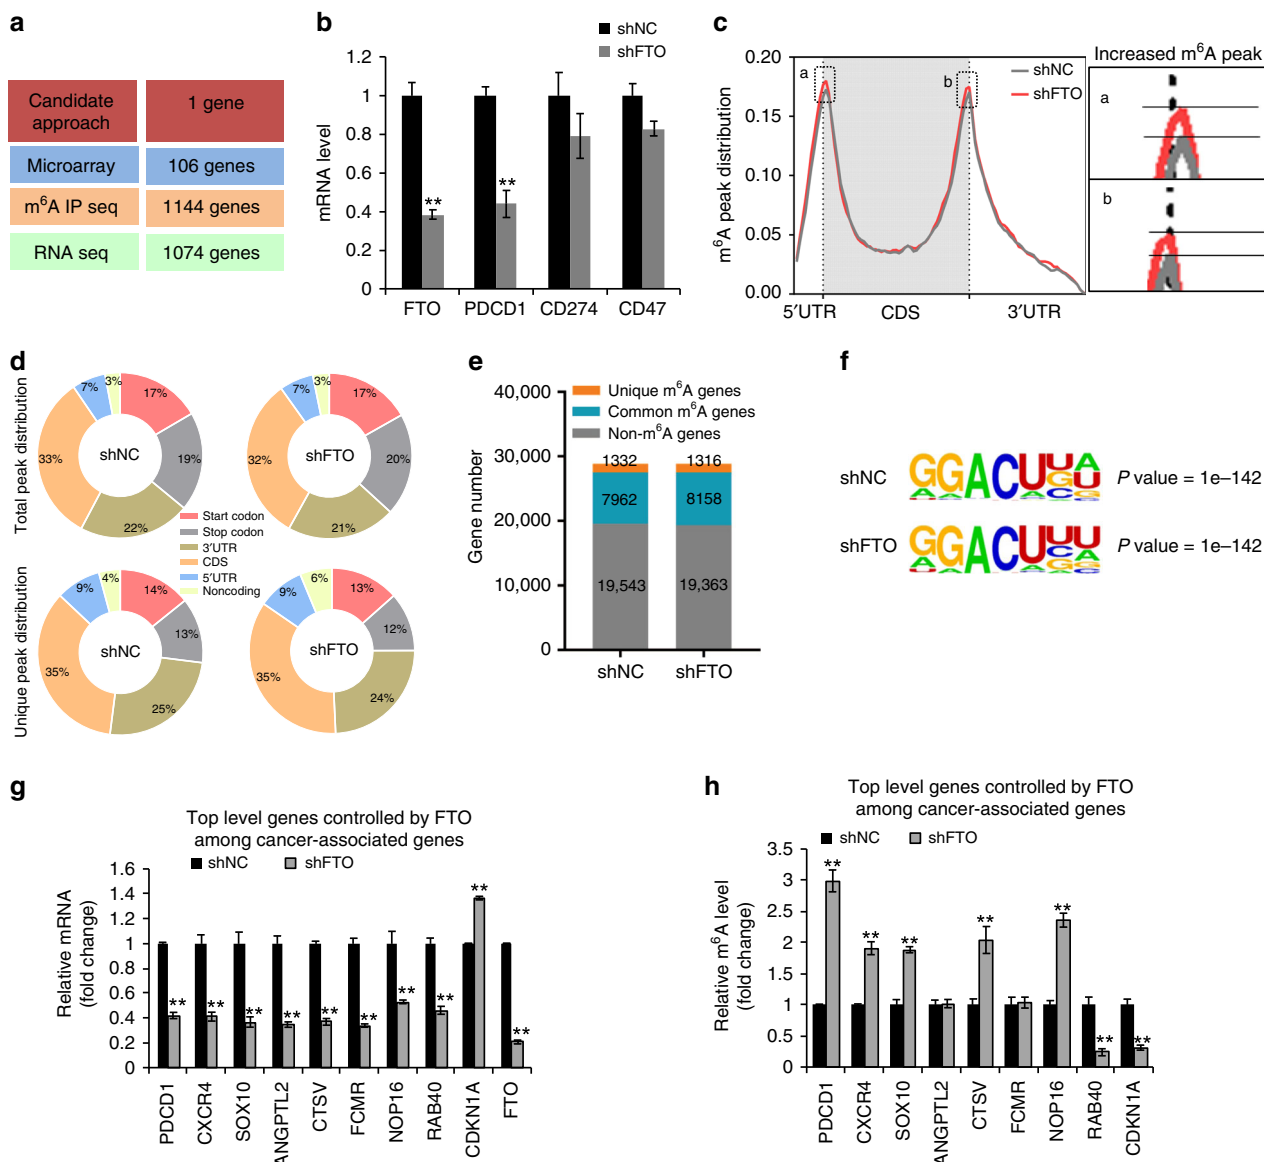 a
Candidate approach
1 gene
Microarray
106 genes
m⁶A IP seq
1144 genes
RNA seq
1074 genes
b
shNC
shFTO
mRNA level
1.2
1
0.8
0.6
0.4
0.2
0
**
**
FTO
PDCD1
CD274
CD47
c
m⁶A peak distribution
0.20
0.15
0.10
0.05
0.00
a
b
shNC
shFTO
5′UTR
CDS
3′UTR
Increased m⁶A peak
a
b
d
Total peak distribution
7%
3%
17%
33%
shNC
19%
22%
7%
3%
17%
32%
shFTO
20%
21%
Start codon
Stop codon
3′UTR
CDS
5′UTR
Noncoding
Unique peak distribution
9%
4%
14%
shNC
13%
35%
25%
9%
6%
13%
shFTO
12%
35%
24%
e
Gene number
40,000
30,000
20,000
10,000
0
Unique m⁶A genes
Common m⁶A genes
Non-m⁶A genes
1332
1316
7962
8158
19,543
19,363
shNC
shFTO
f
shNC
GGACU
P value = 1e–142
shFTO
GGACU
P value = 1e–142
g
Top level genes controlled by FTO
among cancer-associated genes
shNC
shFTO
Relative mRNA
(fold change)
1.6
1.4
1.2
1
0.8
0.6
0.4
0.2
0
**
**
**
**
**
**
**
**
**
**
PDCD1
CXCR4
SOX10
ANGPTL2
CTSV
FCMR
NOP16
RAB40
CDKN1A
FTO
h
Top level genes controlled by FTO
among cancer-associated genes
shNC
shFTO
Relative m⁶A level
(fold change)
3.5
3
2.5
2
1.5
1
0.5
0
**
**
**
**
**
**
**
PDCD1
CXCR4
SOX10
ANGPTL2
CTSV
FCMR
NOP16
RAB40
CDKN1A